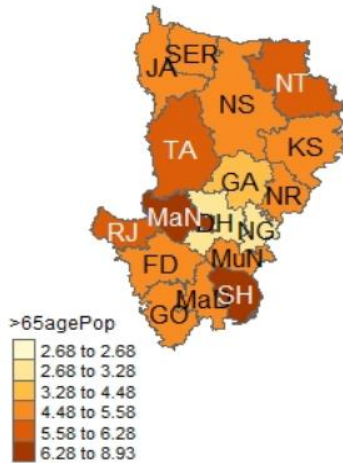 SER
JA
NT
NS
TA
KS
GA
NR
MaN
DH
RJ
NG
FD
MuN
SH
MaD
GO
>65agePop
2.68 to 2.68
2.68 to 3.28
3.28 to 4.48
4.48 to 5.58
5.58 to 6.28
6.28 to 8.93